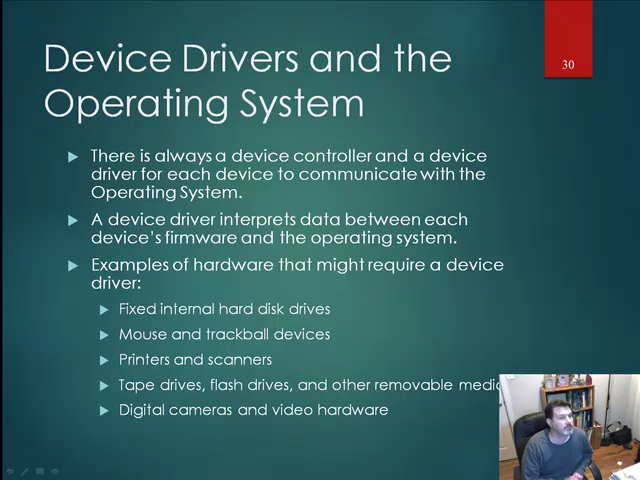 Device Drivers and the
Operating System
30
There is always a device controller and a device
driver for each device to communicate with the
Operating System.
A device driver interprets data between each
device's firmware and the operating system.
Examples of hardware that might require a device
driver:
Fixed internal hard disk drives
Mouse and trackball devices
Printers and scanners
Tape drives, flash drives, and other removable media
Digital cameras and video hardware